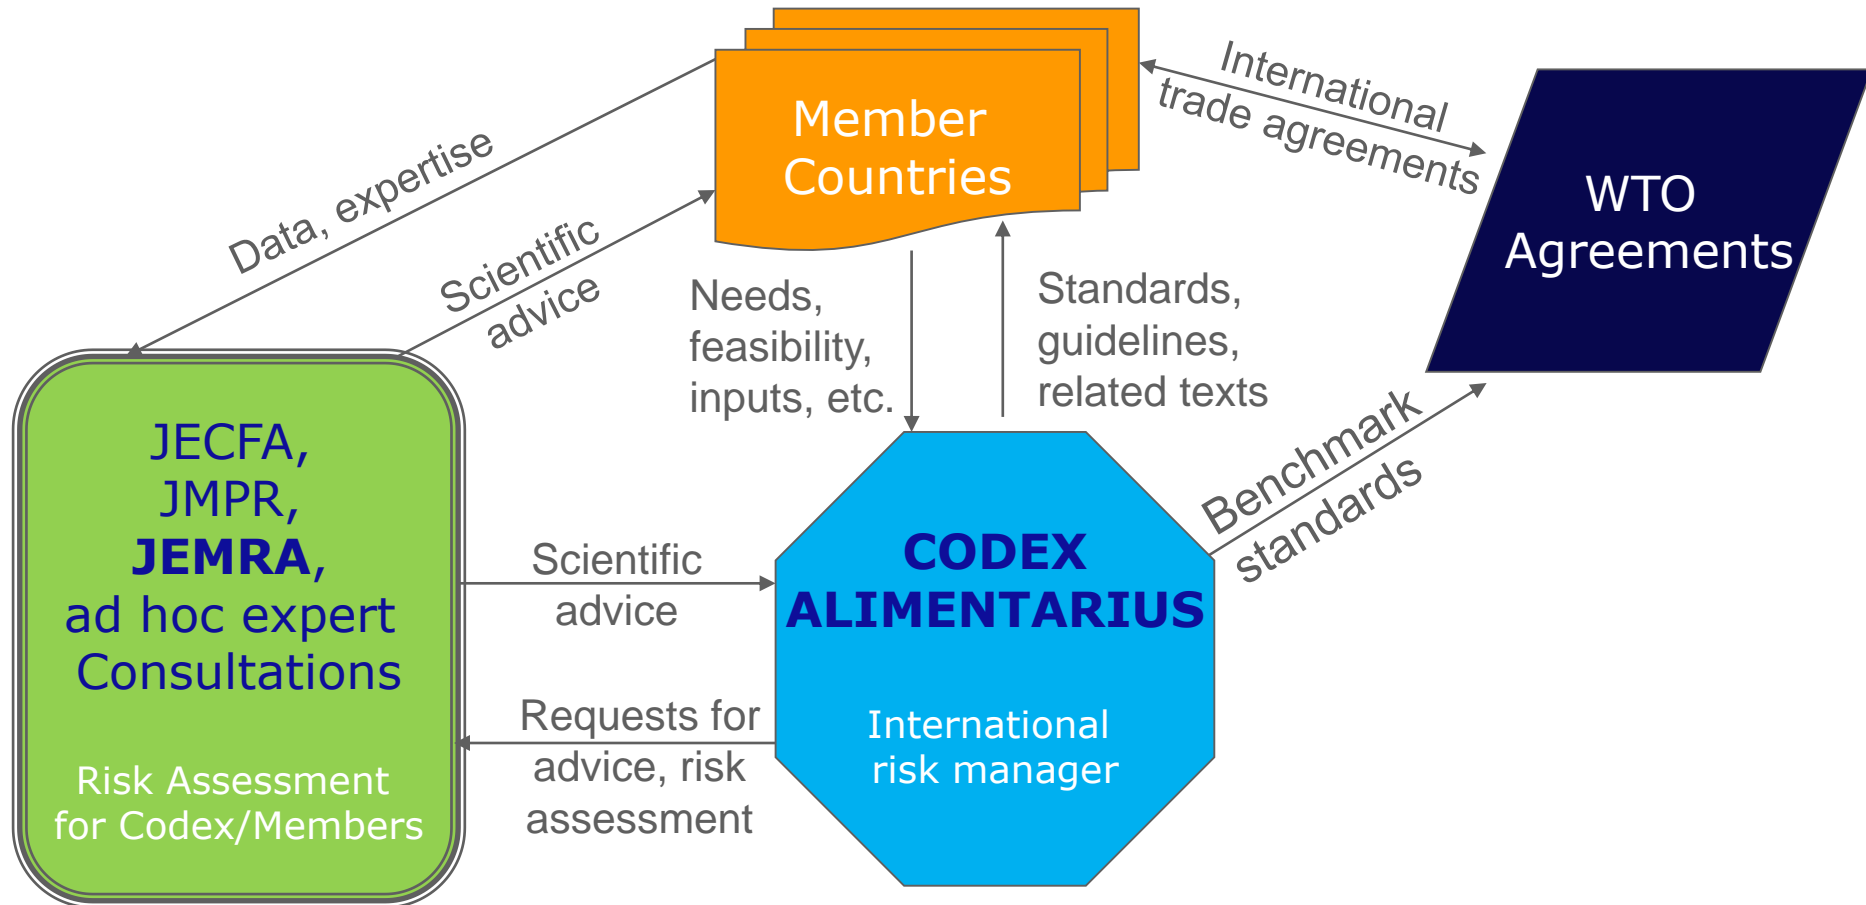 Member
Countries
International
trade agreements
WTO
Agreements
Data, expertise
Scientific
advice
Needs,
feasibility,
inputs, etc.
Standards,
guidelines,
related texts
Benchmark
standards
JECFA,
JMPR,
JEMRA,
ad hoc expert
Consultations
Risk Assessment
for Codex/Members
Scientific
advice
Requests for
advice, risk
assessment
CODEX
ALIMENTARIUS
International
risk manager